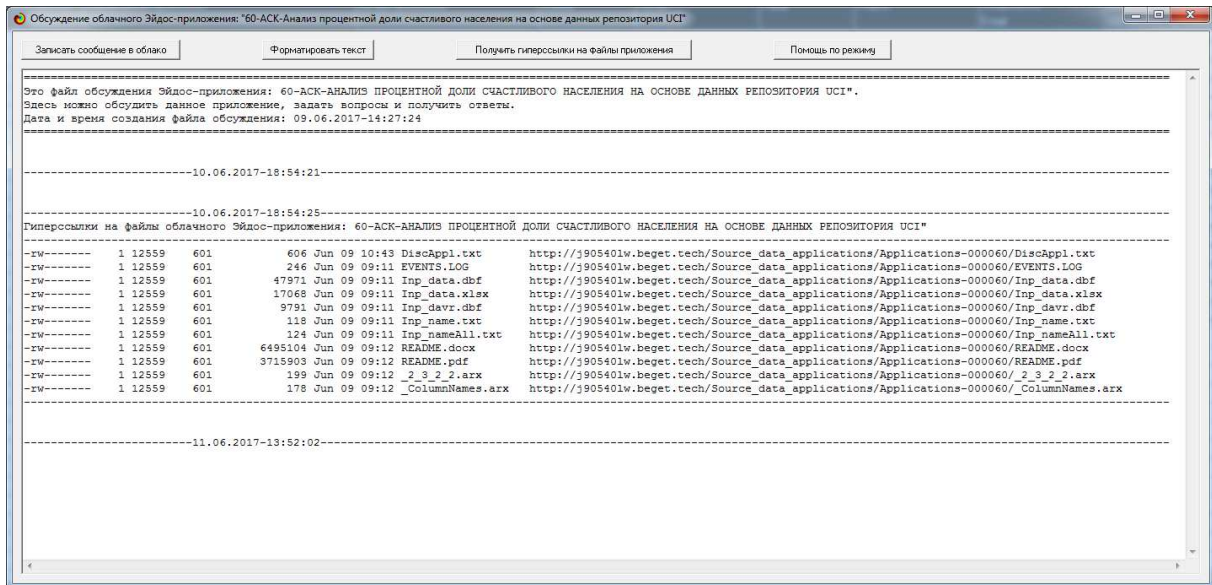 Обсуждение облачного Эйдос-приложения: "60-АСК-Анализ процентной доли счастливого населения на основе данных репозитория UCI"
Записать сообщение в облако Форматировать текст Получить гиперссылки на файлы приложения Помощь по режиму
Это файл обсуждения Эйдос-приложения: 60-АСК-АНАЛИЗ ПРОЦЕНТНОЙ ДОЛИ СЧАСТЛИВОГО НАСЕЛЕНИЯ НА ОСНОВЕ ДАННЫХ РЕПОЗИТОРИЯ UCI".
Здесь можно обсудить данное приложение, задать вопросы и получить ответы.
Дата и время создания файла обсуждения: 09.06.2017-14:27:24
10.06.2017-18:54:21
10.06.2017-18:54:25
Гиперссылки на файлы облачного Эйдос-приложения: 60-АСК-АНАЛИЗ ПРОЦЕНТНОЙ ДОЛИ СЧАСТЛИВОГО НАСЕЛЕНИЯ НА ОСНОВЕ ДАННЫХ РЕПОЗИТОРИЯ UCI"
-rw------- 1 12559 601 606 Jun 09 10:43 DiscAppl.txt http://j905401w.beget.tech/Source_data_applications/Applications-000060/DiscAppl.txt
-rw------- 1 12559 601 246 Jun 09 09:11 EVENTS.LOG http://j905401w.beget.tech/Source_data_applications/Applications-000060/EVENTS.LOG
-rw------- 1 12559 601 47971 Jun 09 09:11 Inp_data.dbf http://j905401w.beget.tech/Source_data_applications/Applications-000060/Inp_data.dbf
-rw------- 1 12559 601 17068 Jun 09 09:11 Inp_data.xlsx http://j905401w.beget.tech/Source_data_applications/Applications-000060/Inp_data.xlsx
-rw------- 1 12559 601 9791 Jun 09 09:11 Inp_davr.dbf http://j905401w.beget.tech/Source_data_applications/Applications-000060/Inp_davr.dbf
-rw------- 1 12559 601 118 Jun 09 09:11 Inp_name.txt http://j905401w.beget.tech/Source_data_applications/Applications-000060/Inp_name.txt
-rw------- 1 12559 601 124 Jun 09 09:11 Inp_nameAll.txt http://j905401w.beget.tech/Source_data_applications/Applications-000060/Inp_nameAll.txt
-rw------- 1 12559 601 6495104 Jun 09 09:12 README.docx http://j905401w.beget.tech/Source_data_applications/Applications-000060/README.docx
-rw------- 1 12559 601 3715903 Jun 09 09:12 README.pdf http://j905401w.beget.tech/Source_data_applications/Applications-000060/README.pdf
-rw------- 1 12559 601 199 Jun 09 09:12 _2_3_2_2.arx http://j905401w.beget.tech/Source_data_applications/Applications-000060/_2_3_2_2.arx
-rw------- 1 12559 601 178 Jun 09 09:12 _ColumnNames.arx http://j905401w.beget.tech/Source_data_applications/Applications-000060/_ColumnNames.arx
11.06.2017-13:52:02